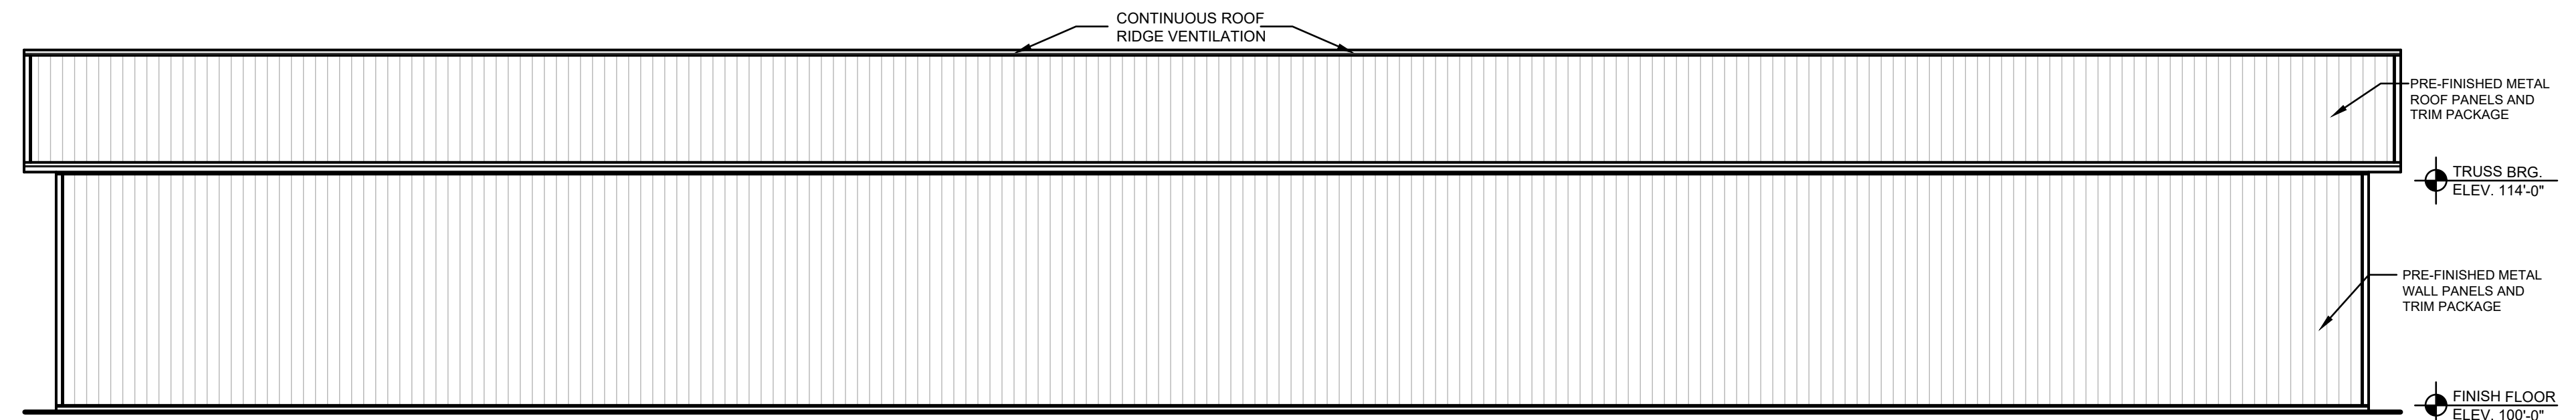 CONTINUOUS ROOF
RIDGE VENTILATION
PRE-FINISHED METAL
ROOF PANELS AND
TRIM PACKAGE
TRUSS BRG.
ELEV. 114'-0"
PRE-FINISHED METAL
WALL PANELS AND
TRIM PACKAGE
FINISH FLOOR
ELEV. 100'-0"